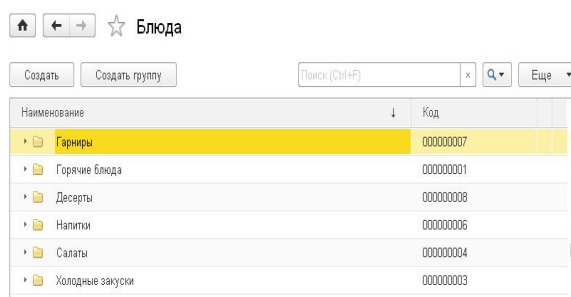 Блюда
Создать Создать группу Поиск (Ctrl+F) × Еще
Наименование ↓ Код
Гарниры 000000007
Горячие блюда 000000001
Десерты 000000008
Напитки 000000006
Салаты 000000004
Холодные закуски 000000003